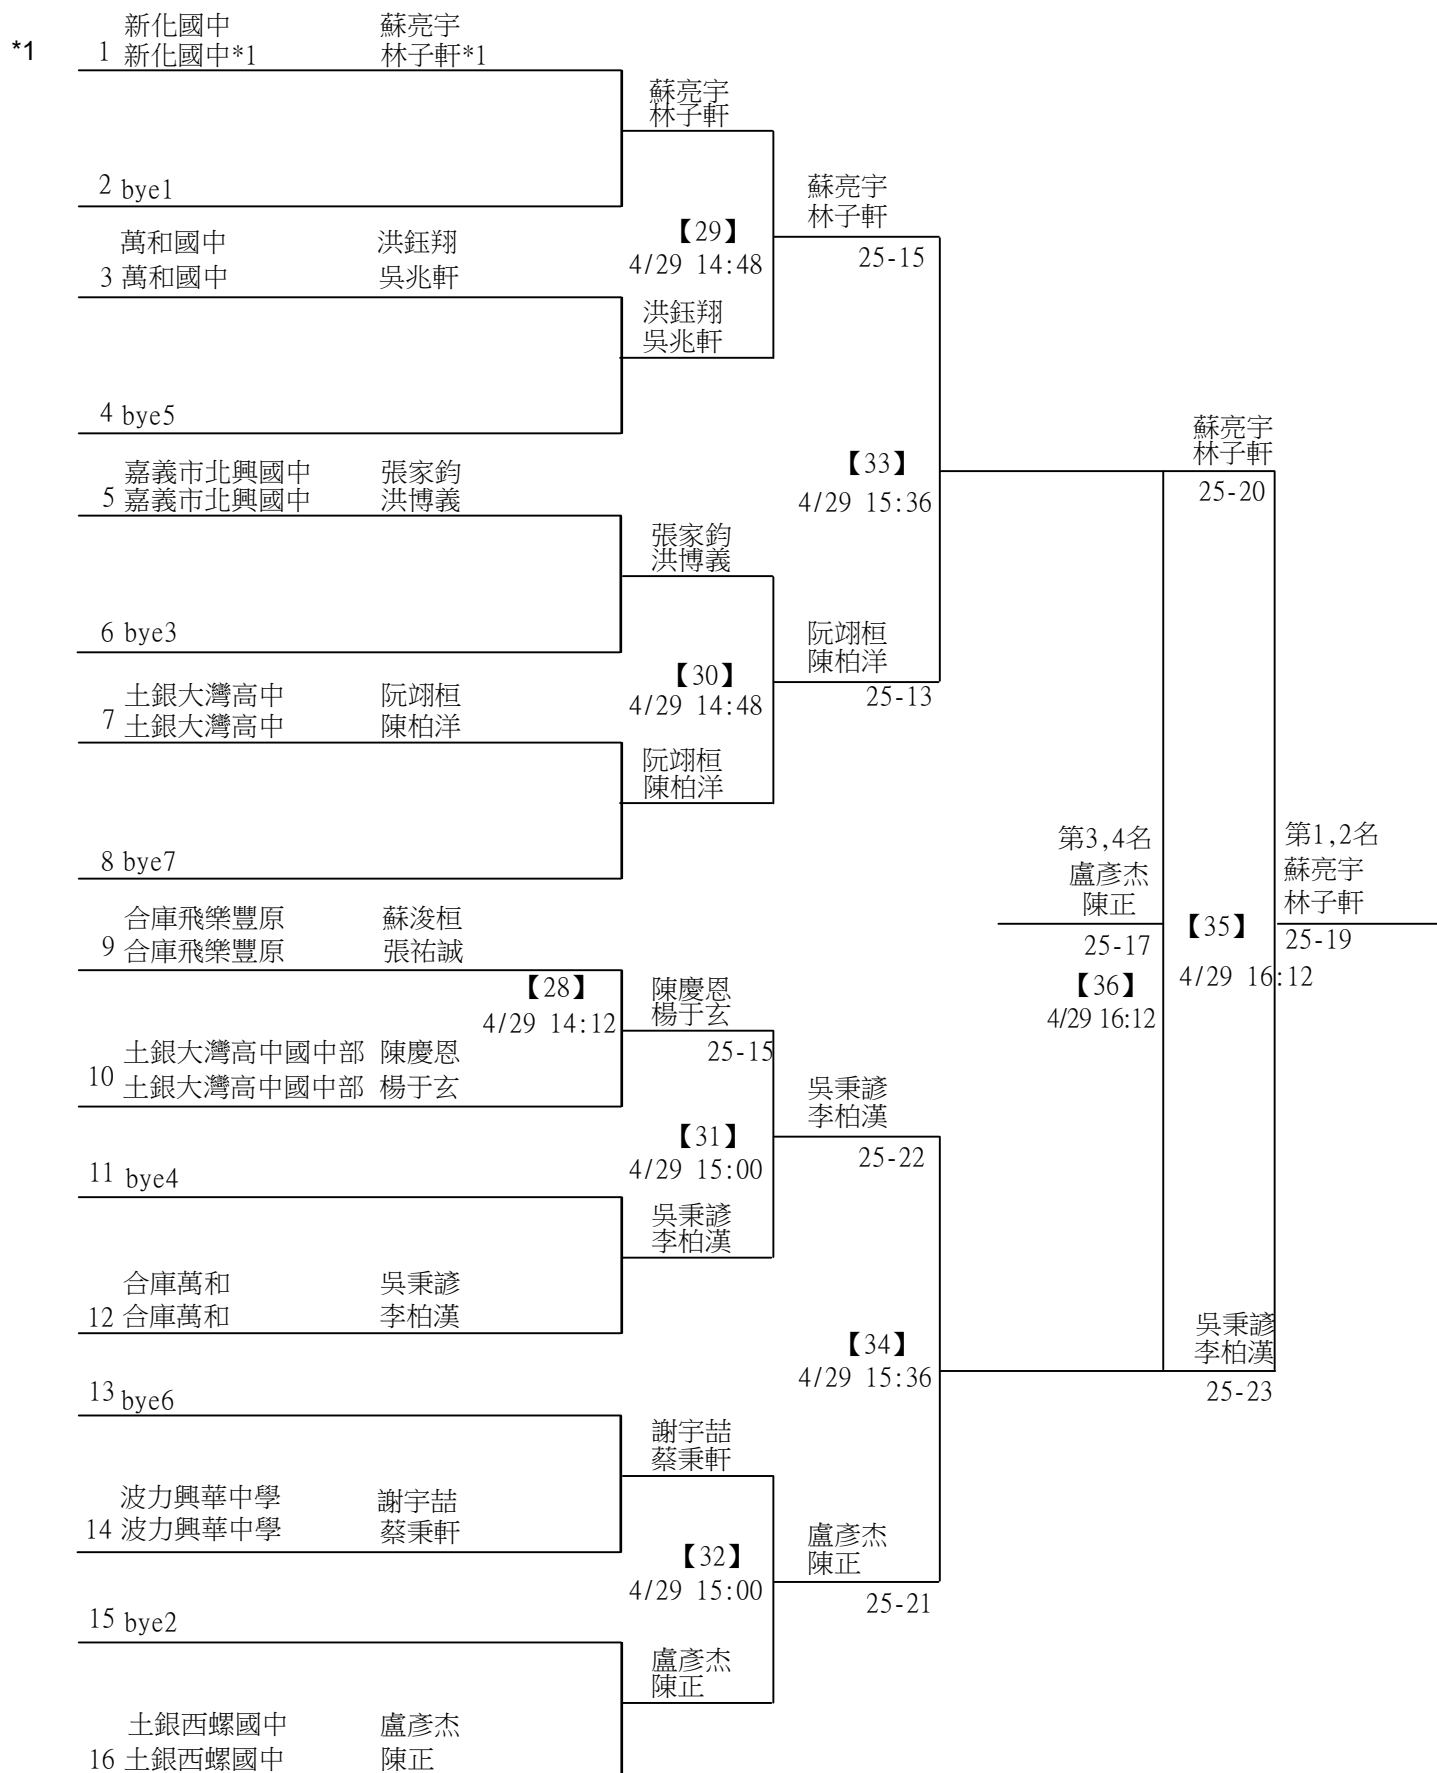 新化國中 蘇亮宇
*1 1 新化國中*1 林子軒*1
蘇亮宇
林子軒
2 bye1
蘇亮宇
林子軒
【29】
25-15
4/29 14:48
萬和國中 洪鈺翔
3 萬和國中 吳兆軒
洪鈺翔
吳兆軒
4 bye5
蘇亮宇
林子軒
25-20
【33】
4/29 15:36
嘉義市北興國中 張家鈞
5 嘉義市北興國中 洪博義
張家鈞
洪博義
6 bye3
阮翊桓
陳柏洋
25-13
【30】
4/29 14:48
土銀大灣高中 阮翊桓
7 土銀大灣高中 陳柏洋
阮翊桓
陳柏洋
8 bye7
第3,4名
盧彥杰
陳正
25-17
【36】
4/29 16:12
【35】
4/29 16:12
第1,2名
蘇亮宇
林子軒
25-19
合庫飛樂豐原 蘇浚桓
9 合庫飛樂豐原 張祐誠
【28】
4/29 14:12
陳慶恩
楊于玄
25-15
土銀大灣高中國中部 陳慶恩
10 土銀大灣高中國中部 楊于玄
吳秉諺
李柏漢
25-22
【31】
4/29 15:00
11 bye4
吳秉諺
李柏漢
合庫萬和 吳秉諺
12 合庫萬和 李柏漢
【34】
4/29 15:36
吳秉諺
李柏漢
25-23
13 bye6
謝宇喆
蔡秉軒
波力興華中學 謝宇喆
14 波力興華中學 蔡秉軒
【32】
4/29 15:00
盧彥杰
陳正
25-21
15 bye2
盧彥杰
陳正
土銀西螺國中 盧彥杰
16 土銀西螺國中 陳正